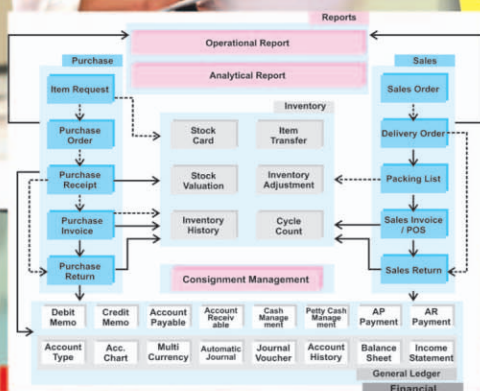 Reports
Operational Report
Analytical Report
Purchase
Sales
Item Request
Sales Order
Inventory
Purchase
Order
Stock
Card
Item
Transfer
Delivery Order
Purchase
Receipt
Stock
Valuation
Inventory
Adjustment
Packing List
Purchase
Invoice
Inventory
History
Cycle
Count
Sales Invoice
/ POS
Purchase
Return
Consignment Management
Sales Return
Debit
Memo
Credit
Memo
Account
Payable
Account
Receiv
able
Cash
Manage
ment
Petty Cash
Manage
ment
AP
Payment
AR
Payment
Account
Type
Acc.
Chart
Multi
Currency
Automatic
Journal
Journal
Voucher
Account
History
Balance
Sheet
Income
Statement
General Ledger
Financial